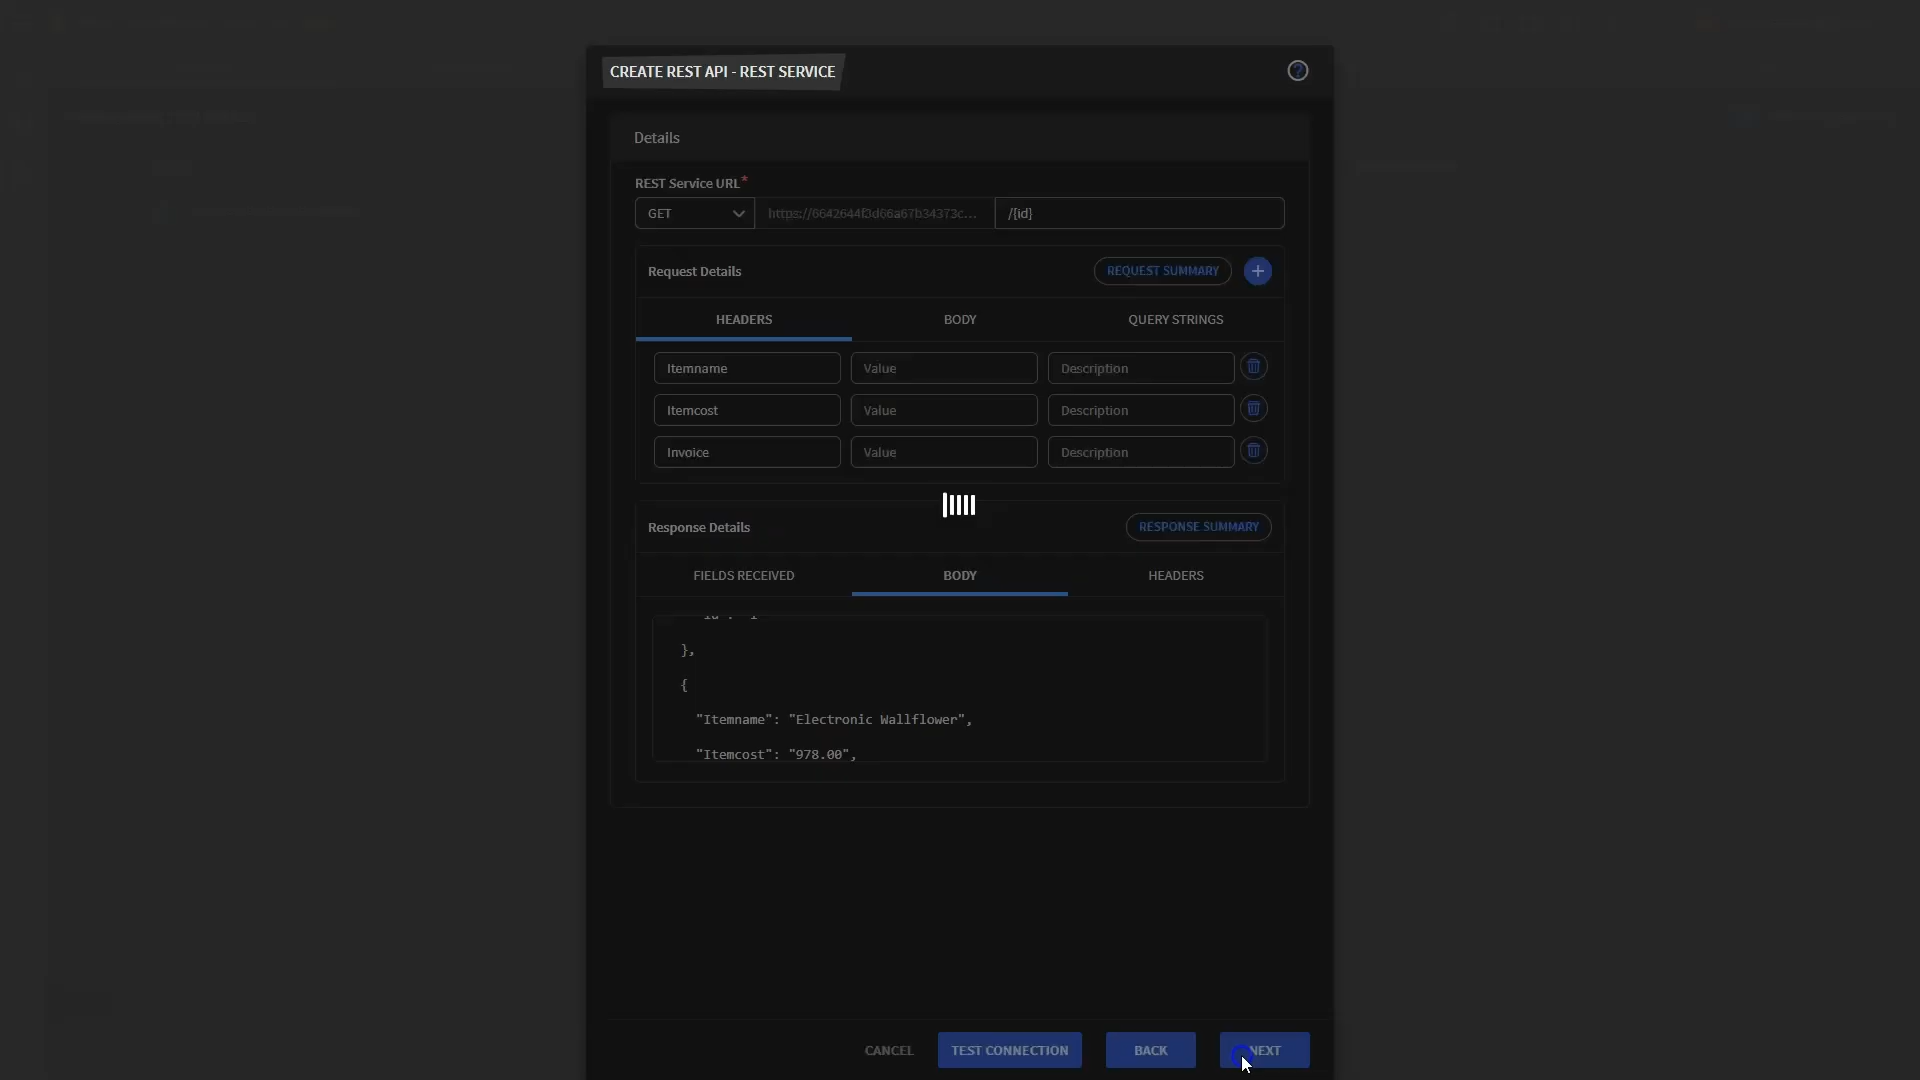 CREATE REST API - REST SERVICE
Details
REST Service URL*
GET
https://6642644f3d66a67b34373c...
/{id}
Request Details
REQUEST SUMMARY
HEADERS
BODY
QUERY STRINGS
Itemname
Value
Description
Itemcost
Value
Description
Invoice
Value
Description
Response Details
RESPONSE SUMMARY
FIELDS RECEIVED
BODY
HEADERS
},
{
"Itemname": "Electronic Wallflower",
"Itemcost": "978.00",
CANCEL
TEST CONNECTION
BACK
NEXT